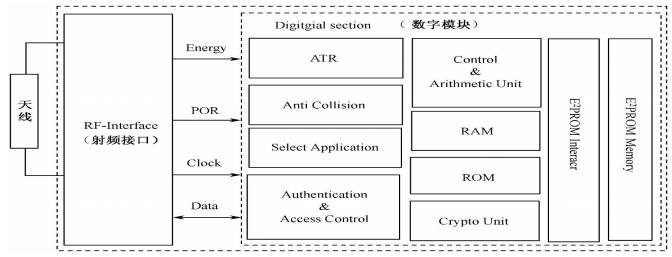 天线
RF-Interface
（射频接口）
Energy
POR
Clock
Data
Digitgial section （数字模块）
ATR
Anti Collision
Select Application
Authentication
&
Access Control
Control
&
Arithmetic Unit
RAM
ROM
Crypto Unit
E²PROM Interacr
E²PROM Memory